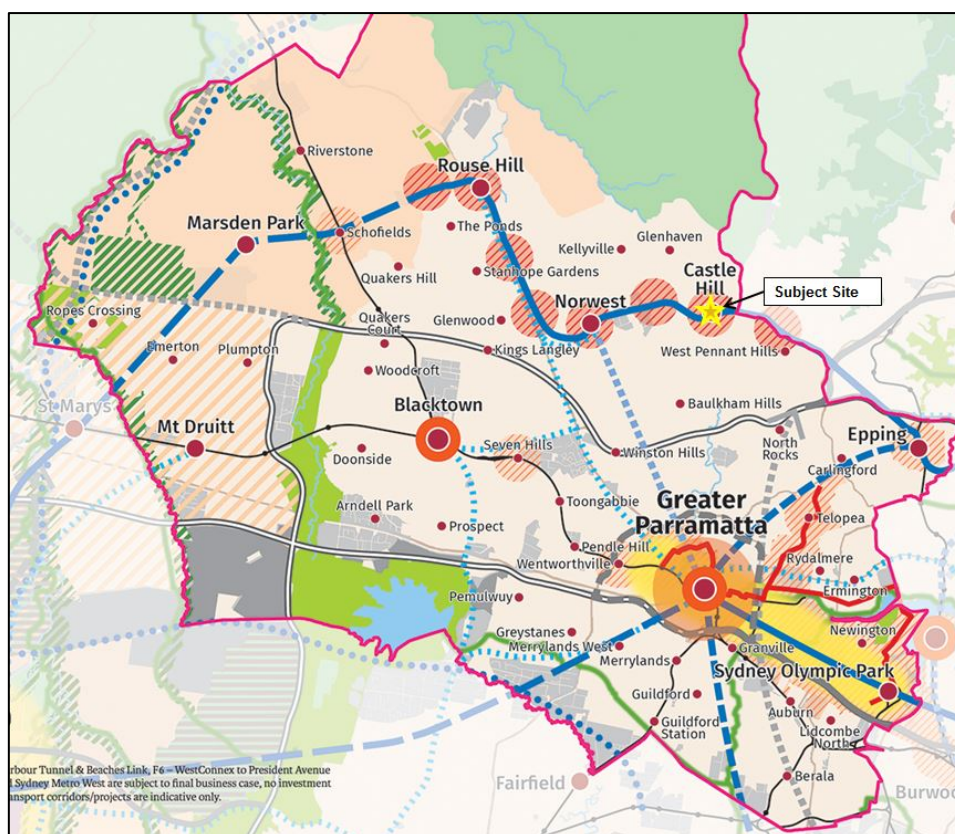 Riverstone
Rouse Hill
Marsden Park
Schofields
The Ponds
Kellyville
Glenhaven
Quakers Hill
Stanhope Gardens
Castle
Hill
Subject Site
Ropes Crossing
Norwest
Quakers
Court
Glenwood
Emerton
Plumpton
Kings Langley
West Pennant Hills
Woodcroft
St Marys
Blacktown
Baulkham Hills
Mt Druitt
Doonside
Seven Hills
Winston Hills
North
Rocks
Epping
Carlingford
Arndell Park
Prospect
Toongabbie
Greater
Parramatta
Telopea
Pendle Hill
Wentworthville
Rydalmere
Ermington
Pemulwuy
Greystanes
Merrylands West
Merrylands
Granville
Newington
Sydney Olympic Park
Guildford
Guildford
Station
Auburn
Lidcombe
North
Berala
Fairfield
Burwoo
rbour Tunnel & Beaches Link, F6 – WestConnex to President Avenue
Sydney Metro West are subject to final business case, no investment
ansport corridors/projects are indicative only.